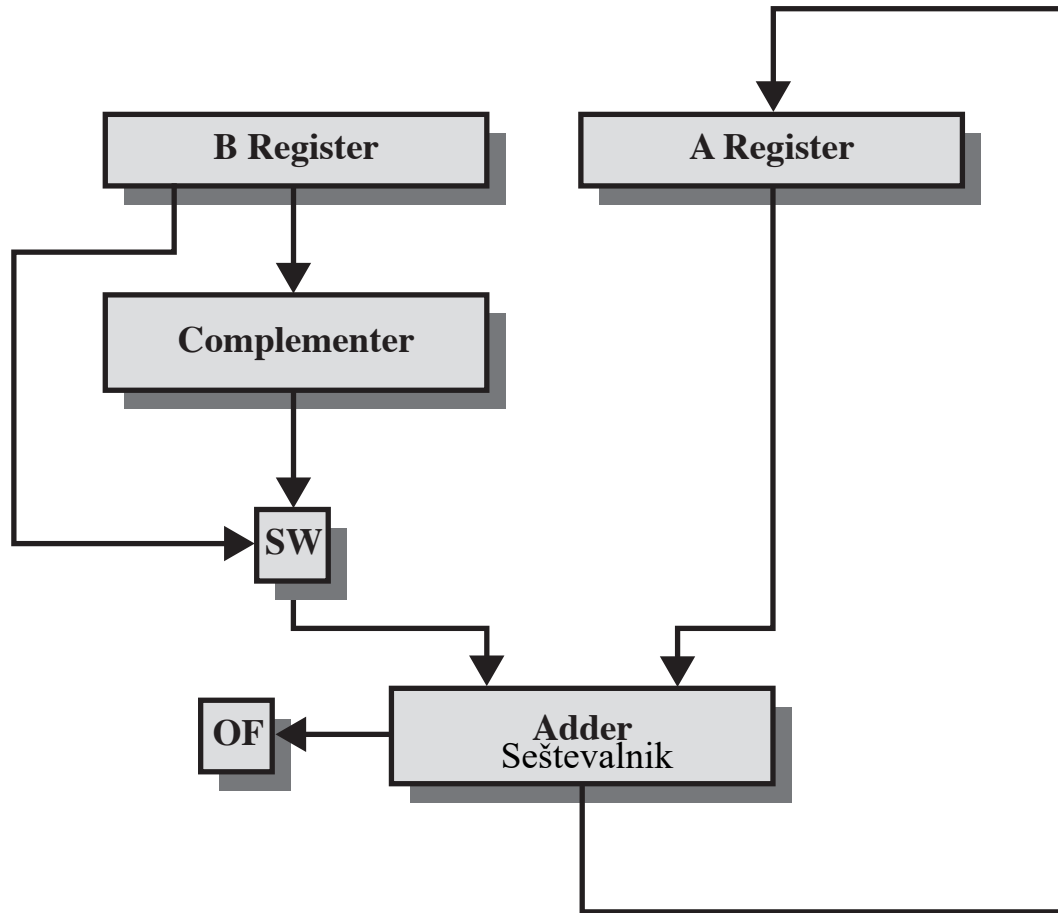 B Register
A Register
Complementer
SW
OF
Adder
Seštevalnik